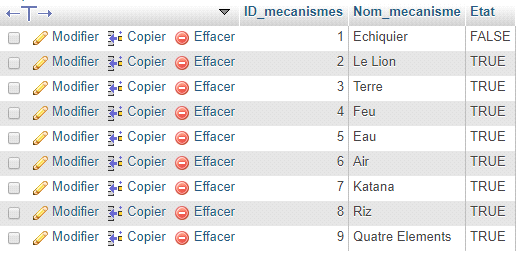 ID_mecanismes Nom_mecanisme Etat
Modifier Copier Effacer 1 Echiquier FALSE
Modifier Copier Effacer 2 Le Lion TRUE
Modifier Copier Effacer 3 Terre TRUE
Modifier Copier Effacer 4 Feu TRUE
Modifier Copier Effacer 5 Eau TRUE
Modifier Copier Effacer 6 Air TRUE
Modifier Copier Effacer 7 Katana TRUE
Modifier Copier Effacer 8 Riz TRUE
Modifier Copier Effacer 9 Quatre Elements TRUE